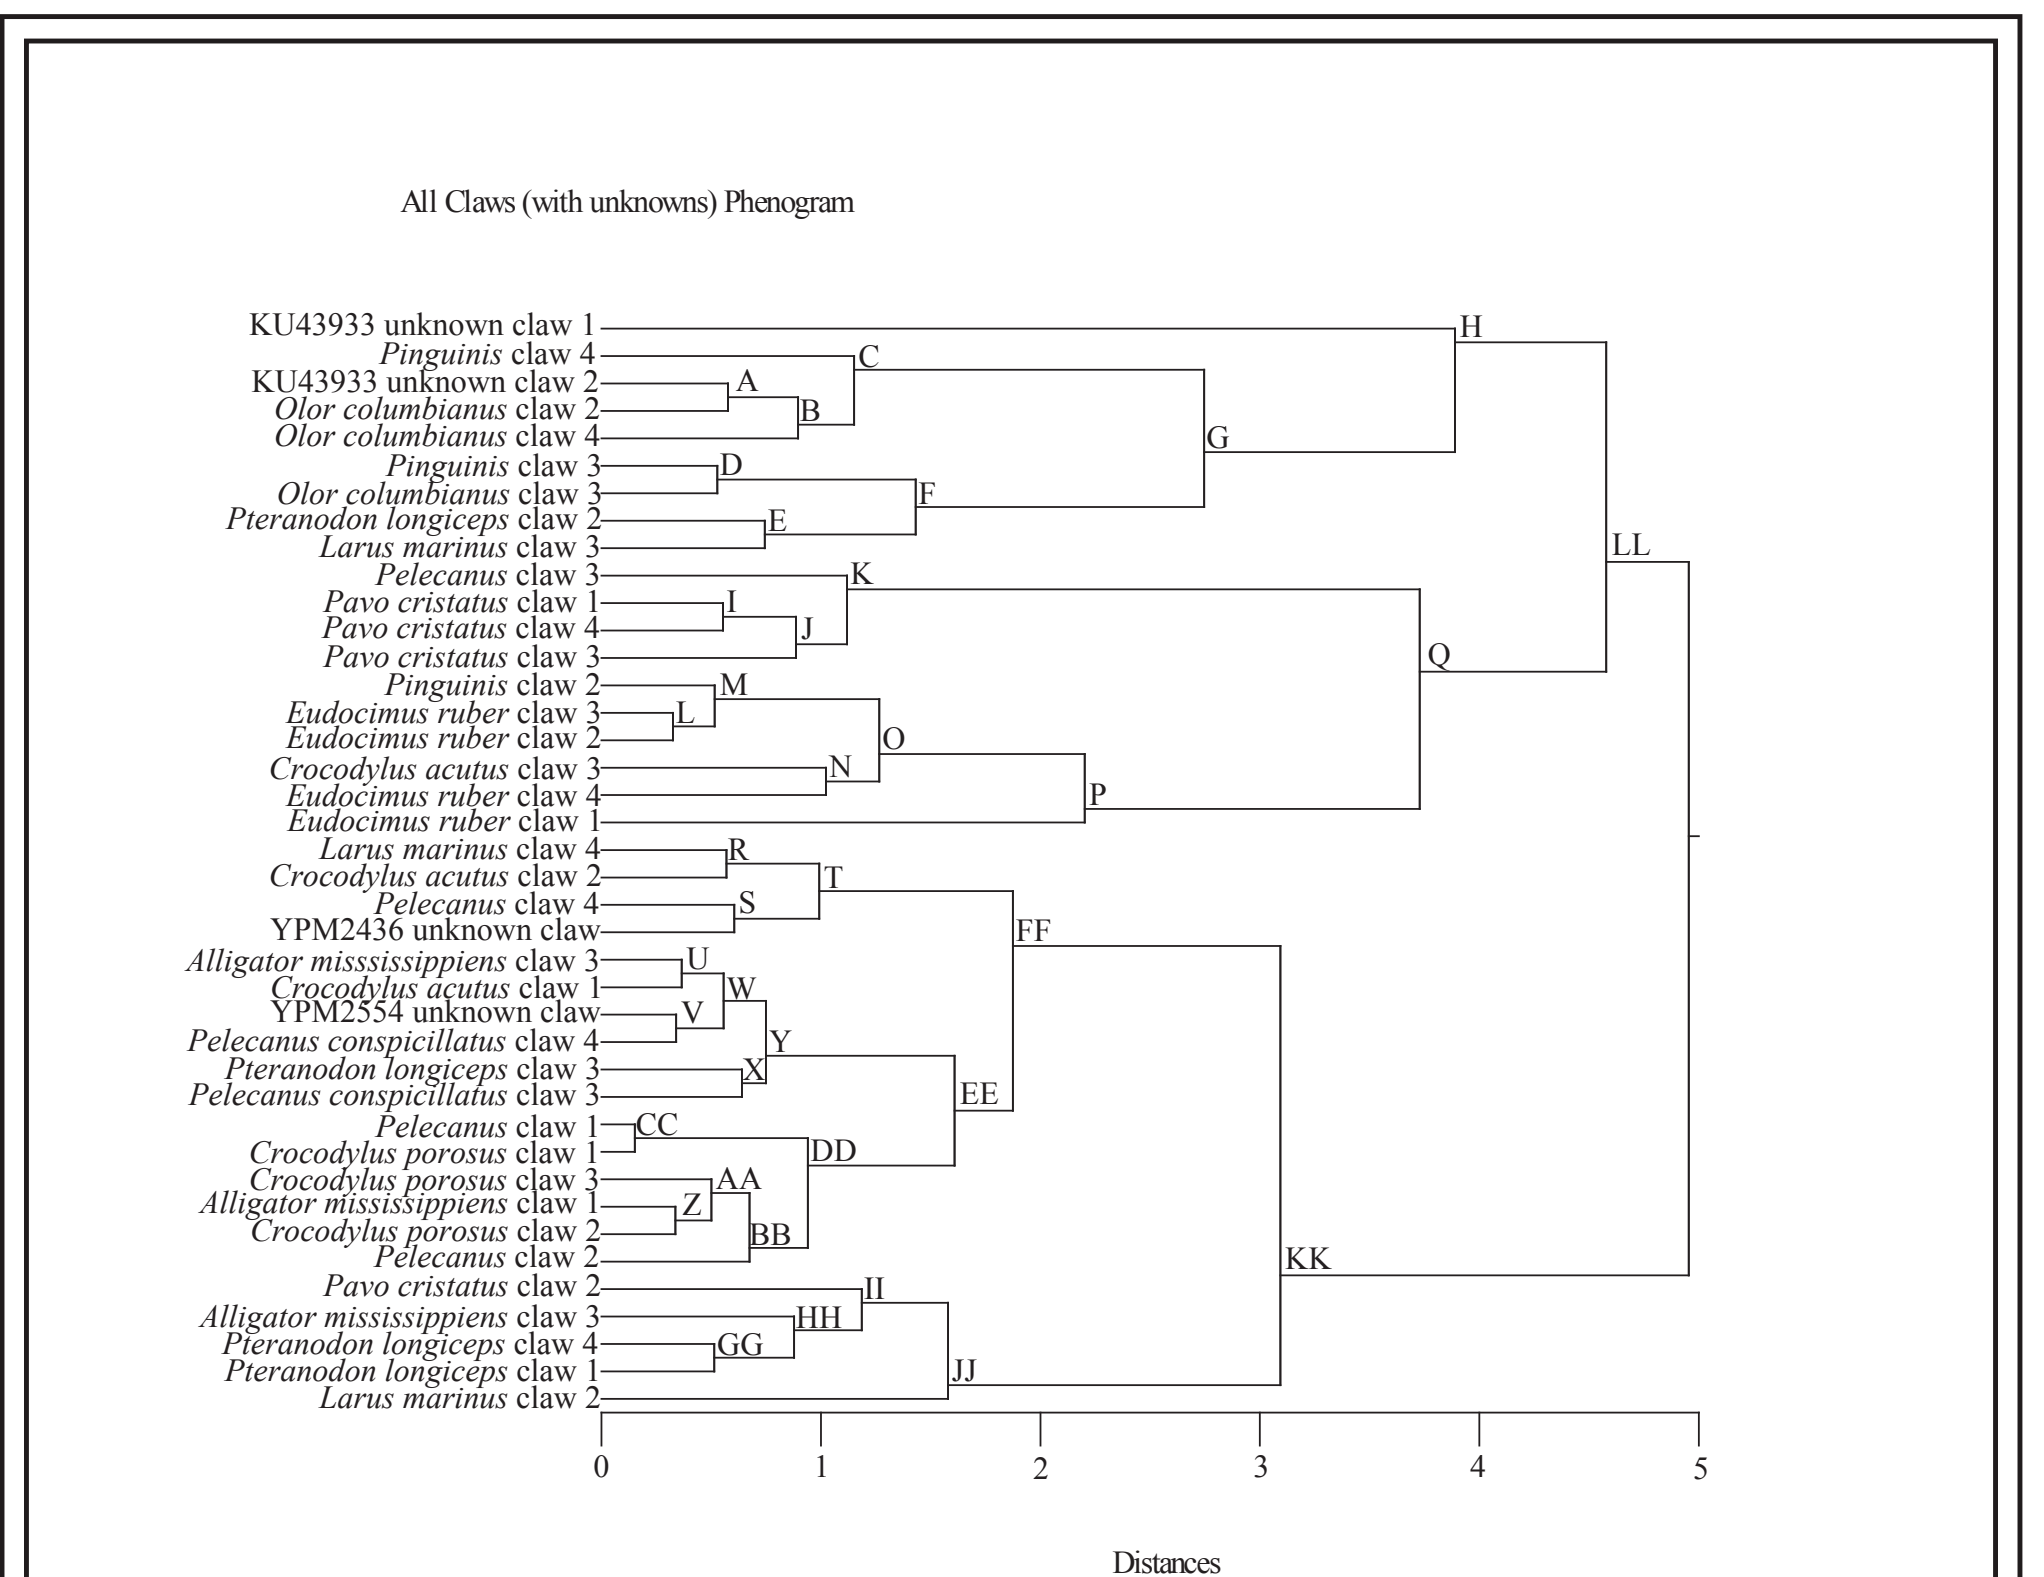 All Claws (with unknowns) Phenogram
KU43933 unknown claw 1
H
Pinguinis claw 4
C
KU43933 unknown claw 2
A
Olor columbianus claw 2
B
Olor columbianus claw 4
G
Pinguinis claw 3
D
Olor columbianus claw 3
F
Pteranodon longiceps claw 2
E
Larus marinus claw 3
LL
Pelecanus claw 3
K
Pavo cristatus claw 1
I
Pavo cristatus claw 4
J
Pavo cristatus claw 3
Q
Pinguinis claw 2
M
Eudocimus ruber claw 3
L
Eudocimus ruber claw 2
O
Crocodylus acutus claw 3
N
Eudocimus ruber claw 4
P
Eudocimus ruber claw 1
Larus marinus claw 4
R
Crocodylus acutus claw 2
T
Pelecanus claw 4
S
YPM2436 unknown claw
FF
Alligator misssissippiens claw 3
U
Crocodylus acutus claw 1
W
YPM2554 unknown claw
V
Pelecanus conspicillatus claw 4
Y
Pteranodon longiceps claw 3
X
Pelecanus conspicillatus claw 3
EE
Pelecanus claw 1
CC
Crocodylus porosus claw 1
DD
Crocodylus porosus claw 3
AA
Alligator mississippiens claw 1
Z
Crocodylus porosus claw 2
BB
Pelecanus claw 2
KK
Pavo cristatus claw 2
II
Alligator mississippiens claw 3
HH
Pteranodon longiceps claw 4
GG
Pteranodon longiceps claw 1
JJ
Larus marinus claw 2
0 1 2 3 4 5
Distances